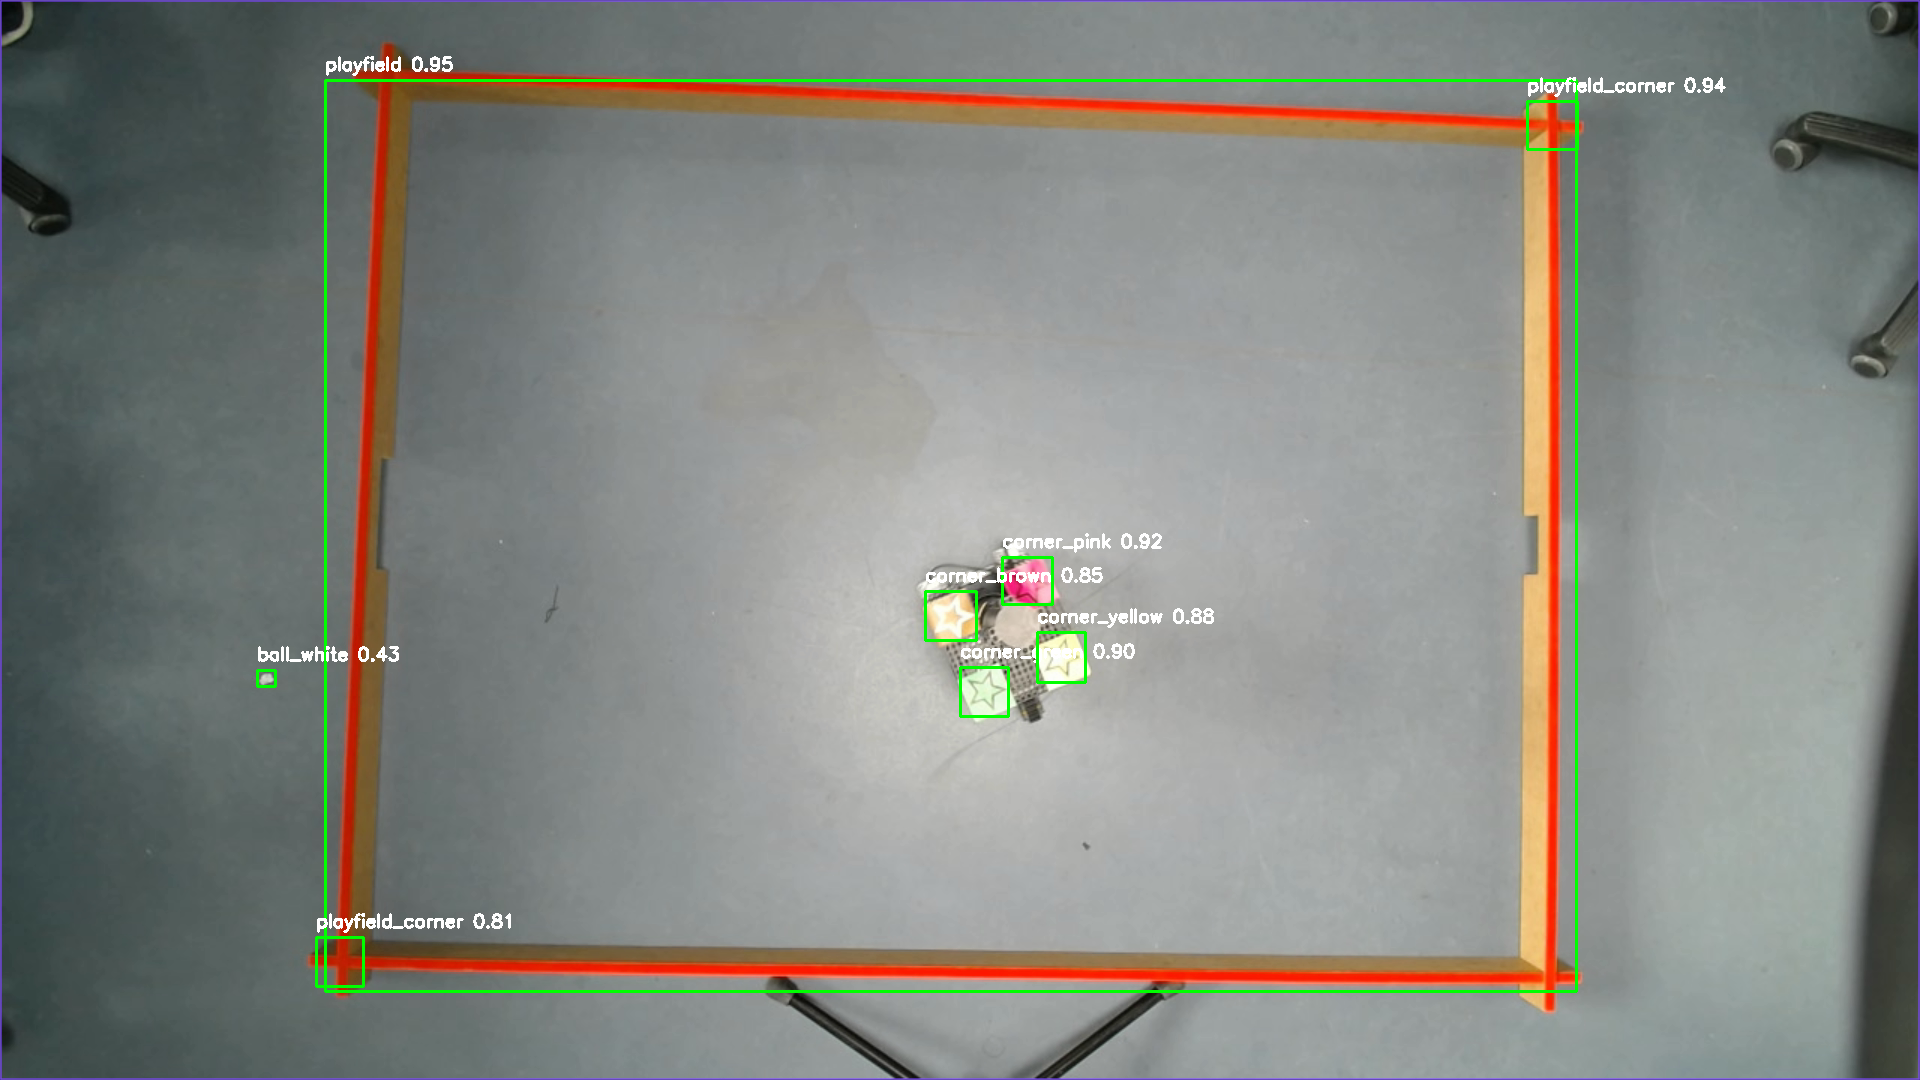 playfield 0.95
playfield_corner 0.94
corner_pink 0.92
corner_brown 0.85
corner_yellow 0.88
corner_green 0.90
ball_white 0.43
playfield_corner 0.81